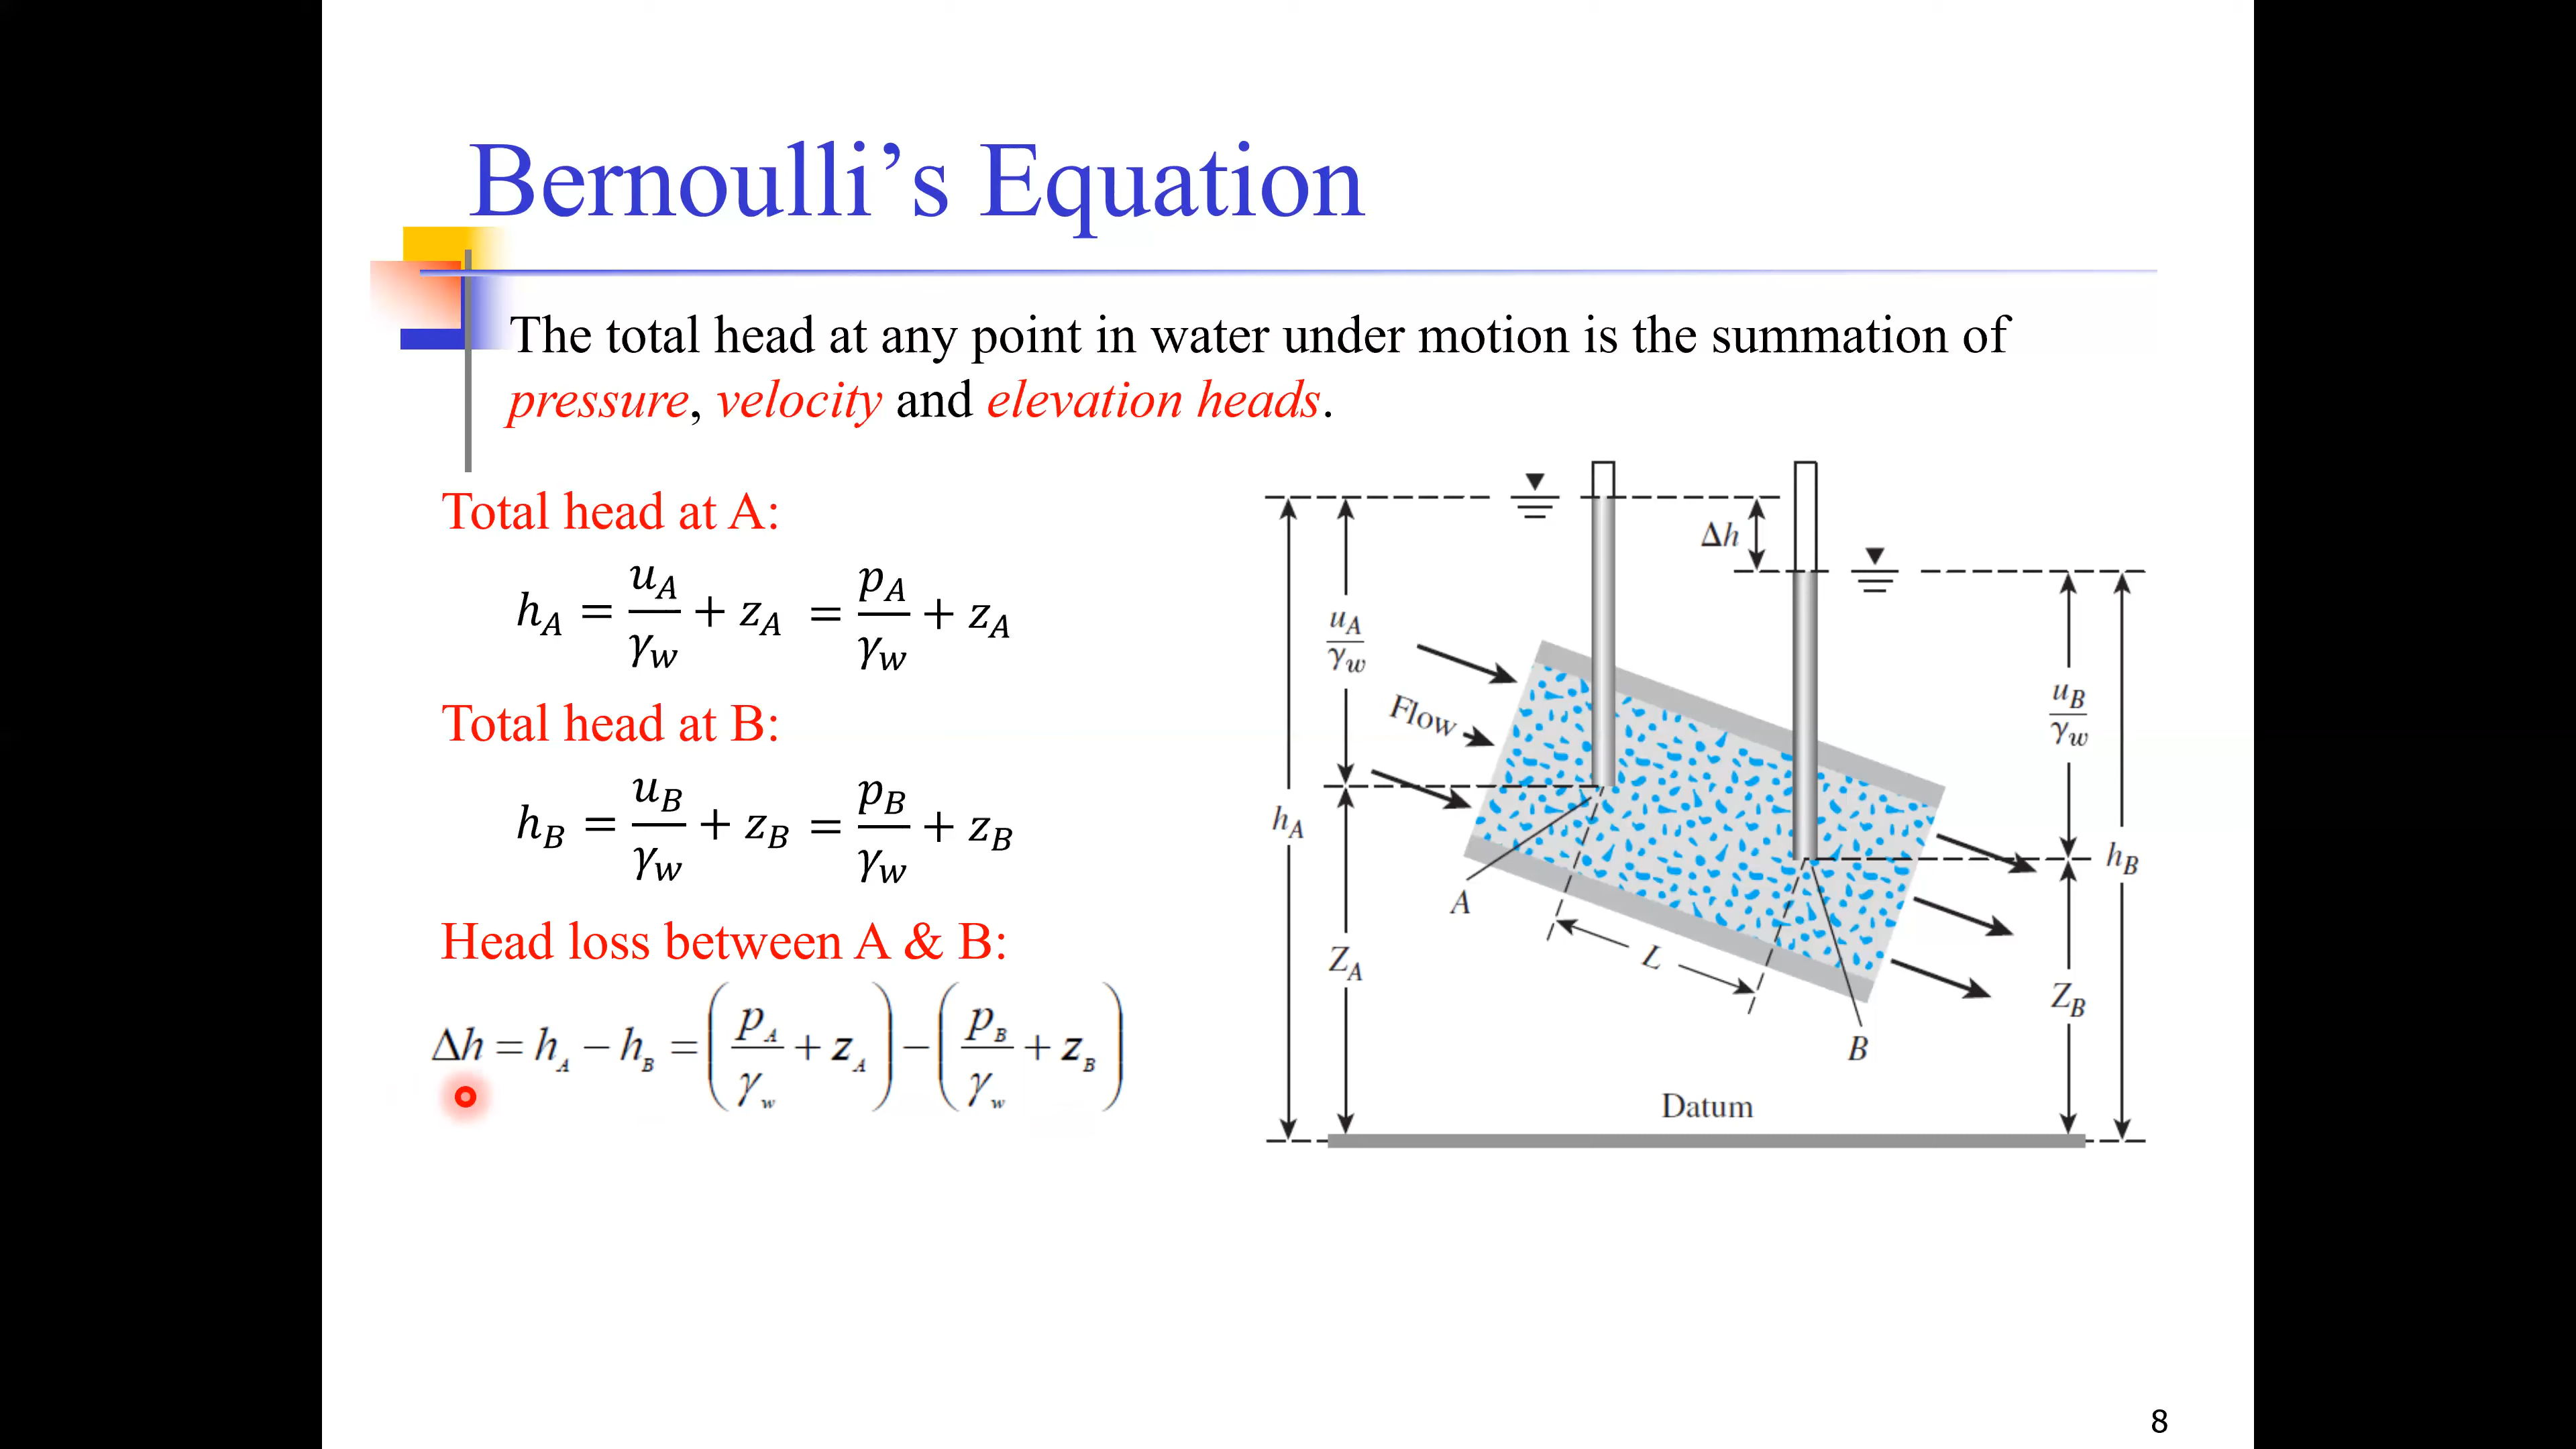 Bernoulli’s Equation
The total head at any point in water under motion is the summation of
pressure, velocity and elevation heads.
Total head at A:
h_A = u_A/γ_w + z_A = p_A/γ_w + z_A
Total head at B:
h_B = u_B/γ_w + z_B = p_B/γ_w + z_B
Head loss between A & B:
Δh = h_A − h_B = (p_A/γ_w + z_A) − (p_B/γ_w + z_B)
Δh
u_A/γ_w
Flow
u_B/γ_w
h_A
h_B
A
L
Z_A
Z_B
B
Datum
8